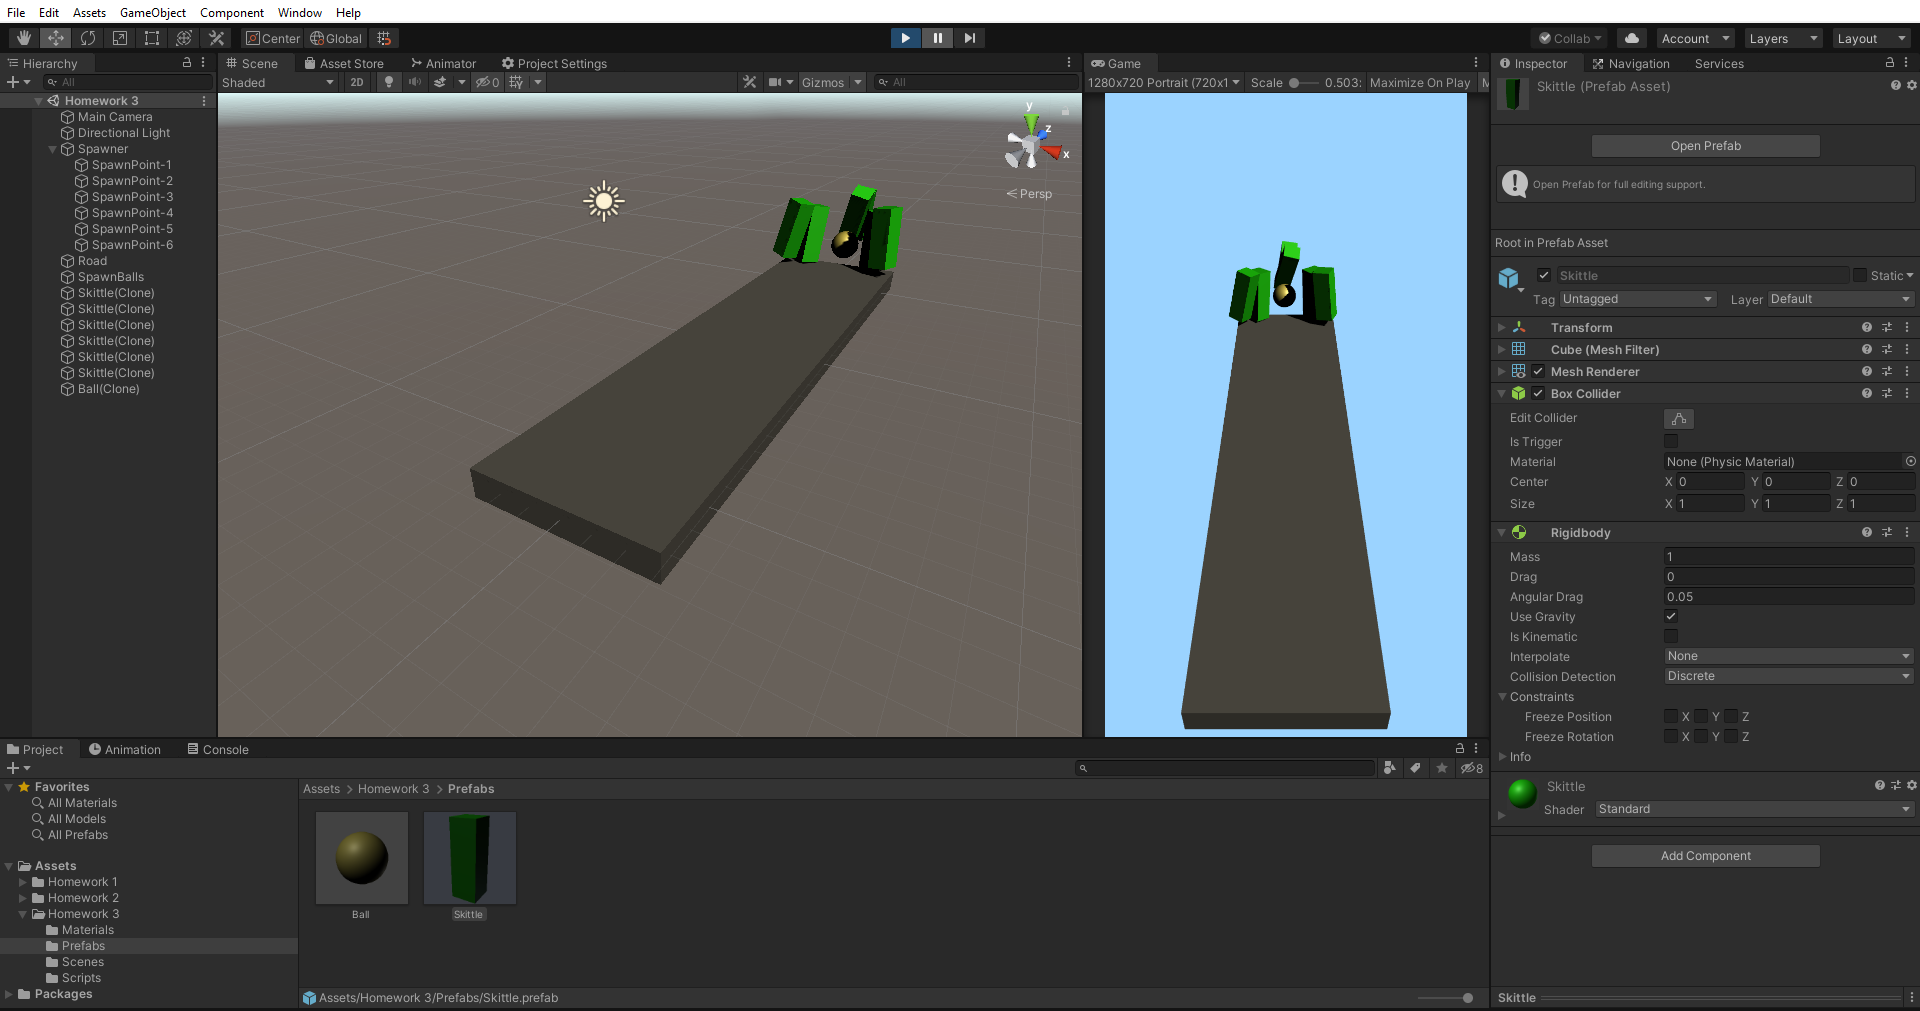 File Edit Assets GameObject Component Window Help
Center Global Collab Account Layers Layout
Hierarchy
All
Homework 3
Main Camera
Directional Light
Spawner
SpawnPoint-1
SpawnPoint-2
SpawnPoint-3
SpawnPoint-4
SpawnPoint-5
SpawnPoint-6
Road
SpawnBalls
Skittle(Clone)
Skittle(Clone)
Skittle(Clone)
Skittle(Clone)
Skittle(Clone)
Skittle(Clone)
Ball(Clone)
Scene Asset Store Animator Project Settings
Shaded 2D 0 Gizmos All
y
z
x
Persp
Game
1280x720 Portrait (720x1 Scale 0.503: Maximize On Play M
Inspector Navigation Services
Skittle (Prefab Asset)
Open Prefab
Open Prefab for full editing support.
Root in Prefab Asset
Skittle Static
Tag Untagged Layer Default
Transform
Cube (Mesh Filter)
Mesh Renderer
Box Collider
Edit Collider
Is Trigger
Material None (Physic Material)
Center X 0 Y 0 Z 0
Size X 1 Y 1 Z 1
Rigidbody
Mass 1
Drag 0
Angular Drag 0.05
Use Gravity
Is Kinematic
Interpolate None
Collision Detection Discrete
Constraints
Freeze Position X Y Z
Freeze Rotation X Y Z
Info
Skittle
Shader Standard
Add Component
Skittle
Project Animation Console
8
Favorites
All Materials
All Models
All Prefabs
Assets
Homework 1
Homework 2
Homework 3
Materials
Prefabs
Scenes
Scripts
Packages
Assets > Homework 3 > Prefabs
Ball
Skittle
Assets/Homework 3/Prefabs/Skittle.prefab